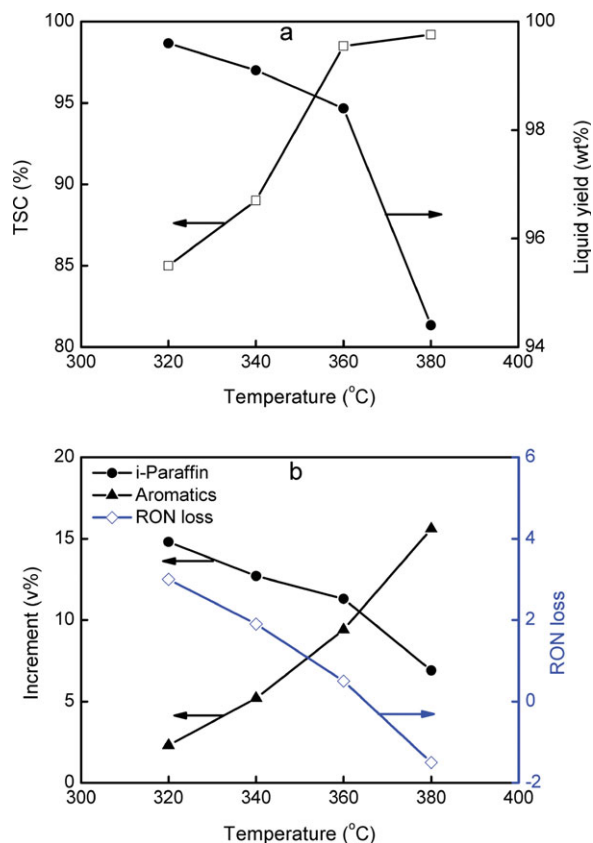 a
100
95
90
85
80
TSC (%)
100
98
96
94
Liquid yield (wt%)
300
320
340
360
380
400
Temperature (°C)
b
i-Paraffin
Aromatics
RON loss
20
15
10
5
0
Increment (v%)
6
4
2
0
-2
RON loss
300
320
340
360
380
400
Temperature (°C)